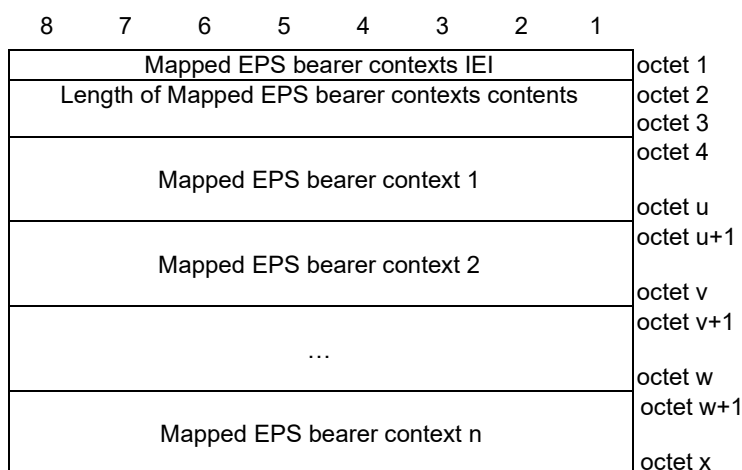 8 7 6 5 4 3 2 1
Mapped EPS bearer contexts IEI octet 1
Length of Mapped EPS bearer contexts contents octet 2
octet 3
octet 4
Mapped EPS bearer context 1
octet u
octet u+1
Mapped EPS bearer context 2
octet v
octet v+1
…
octet w
octet w+1
Mapped EPS bearer context n
octet x